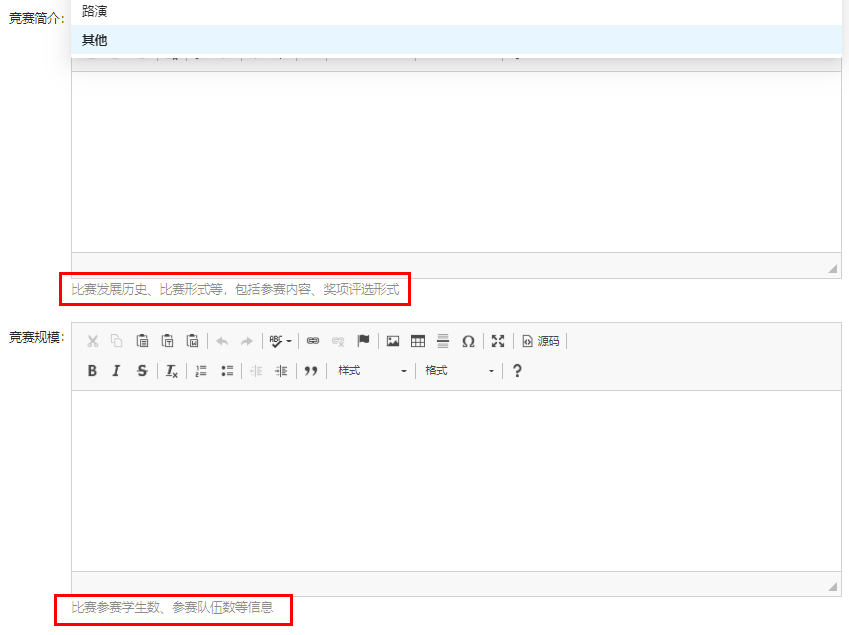 路演
竞赛简介:
其他
比赛发展历史、比赛形式等，包括参赛内容、奖项评选形式
竞赛规模:
ABC
源码
B I S Tx
样式 格式 ?
比赛参赛学生数、参赛队伍数等信息